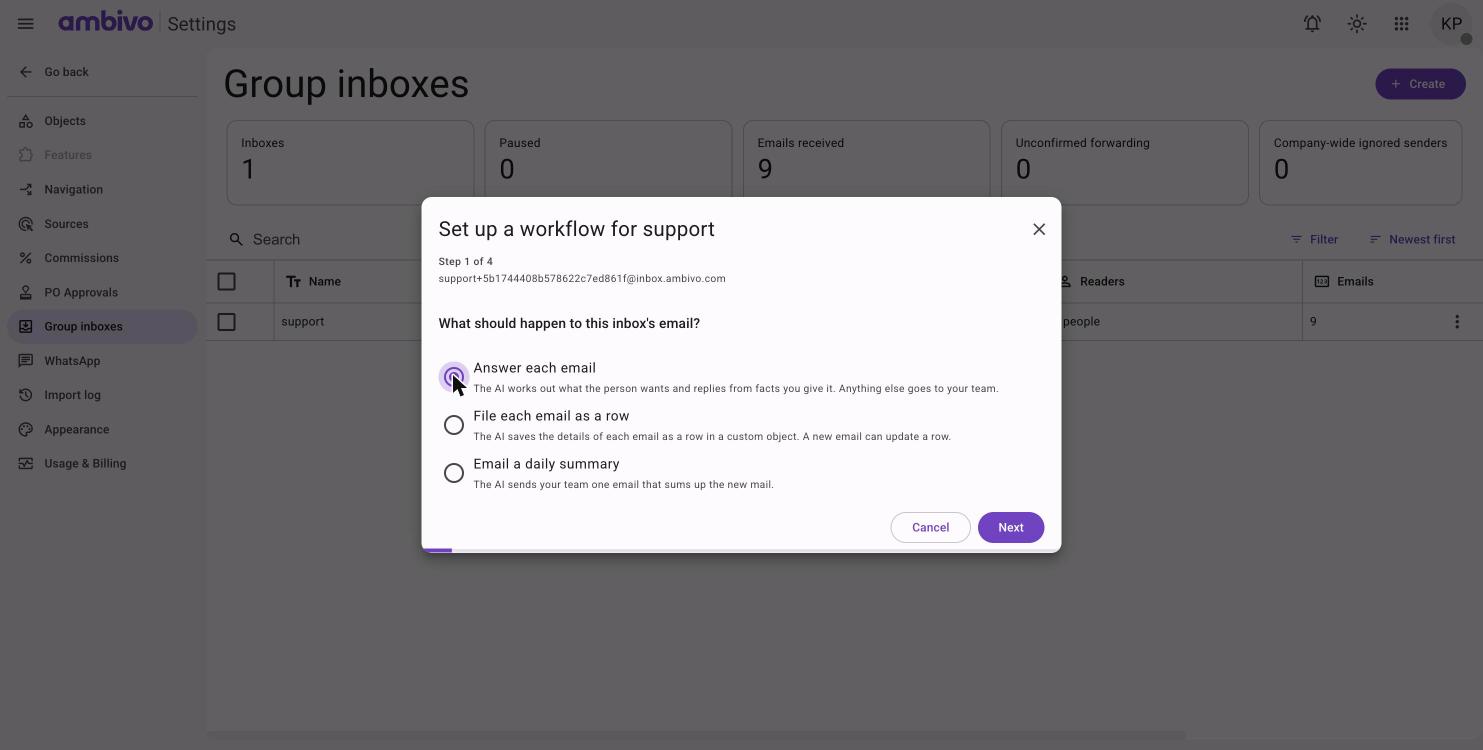 ambivo
Settings
KP
Go back
Objects
Features
Navigation
Sources
Commissions
PO Approvals
Group inboxes
WhatsApp
Import log
Appearance
Usage & Billing
Group inboxes
+ Create
Inboxes
1
Paused
0
Emails received
9
Unconfirmed forwarding
0
Company-wide ignored senders
0
Search
Filter
Newest first
Name
Readers
Emails
support
people
9
Set up a workflow for support
Step 1 of 4
support+5b1744408b578622c7ed861f@inbox.ambivo.com
What should happen to this inbox's email?
Answer each email
The AI works out what the person wants and replies from facts you give it. Anything else goes to your team.
File each email as a row
The AI saves the details of each email as a row in a custom object. A new email can update a row.
Email a daily summary
The AI sends your team one email that sums up the new mail.
Cancel
Next